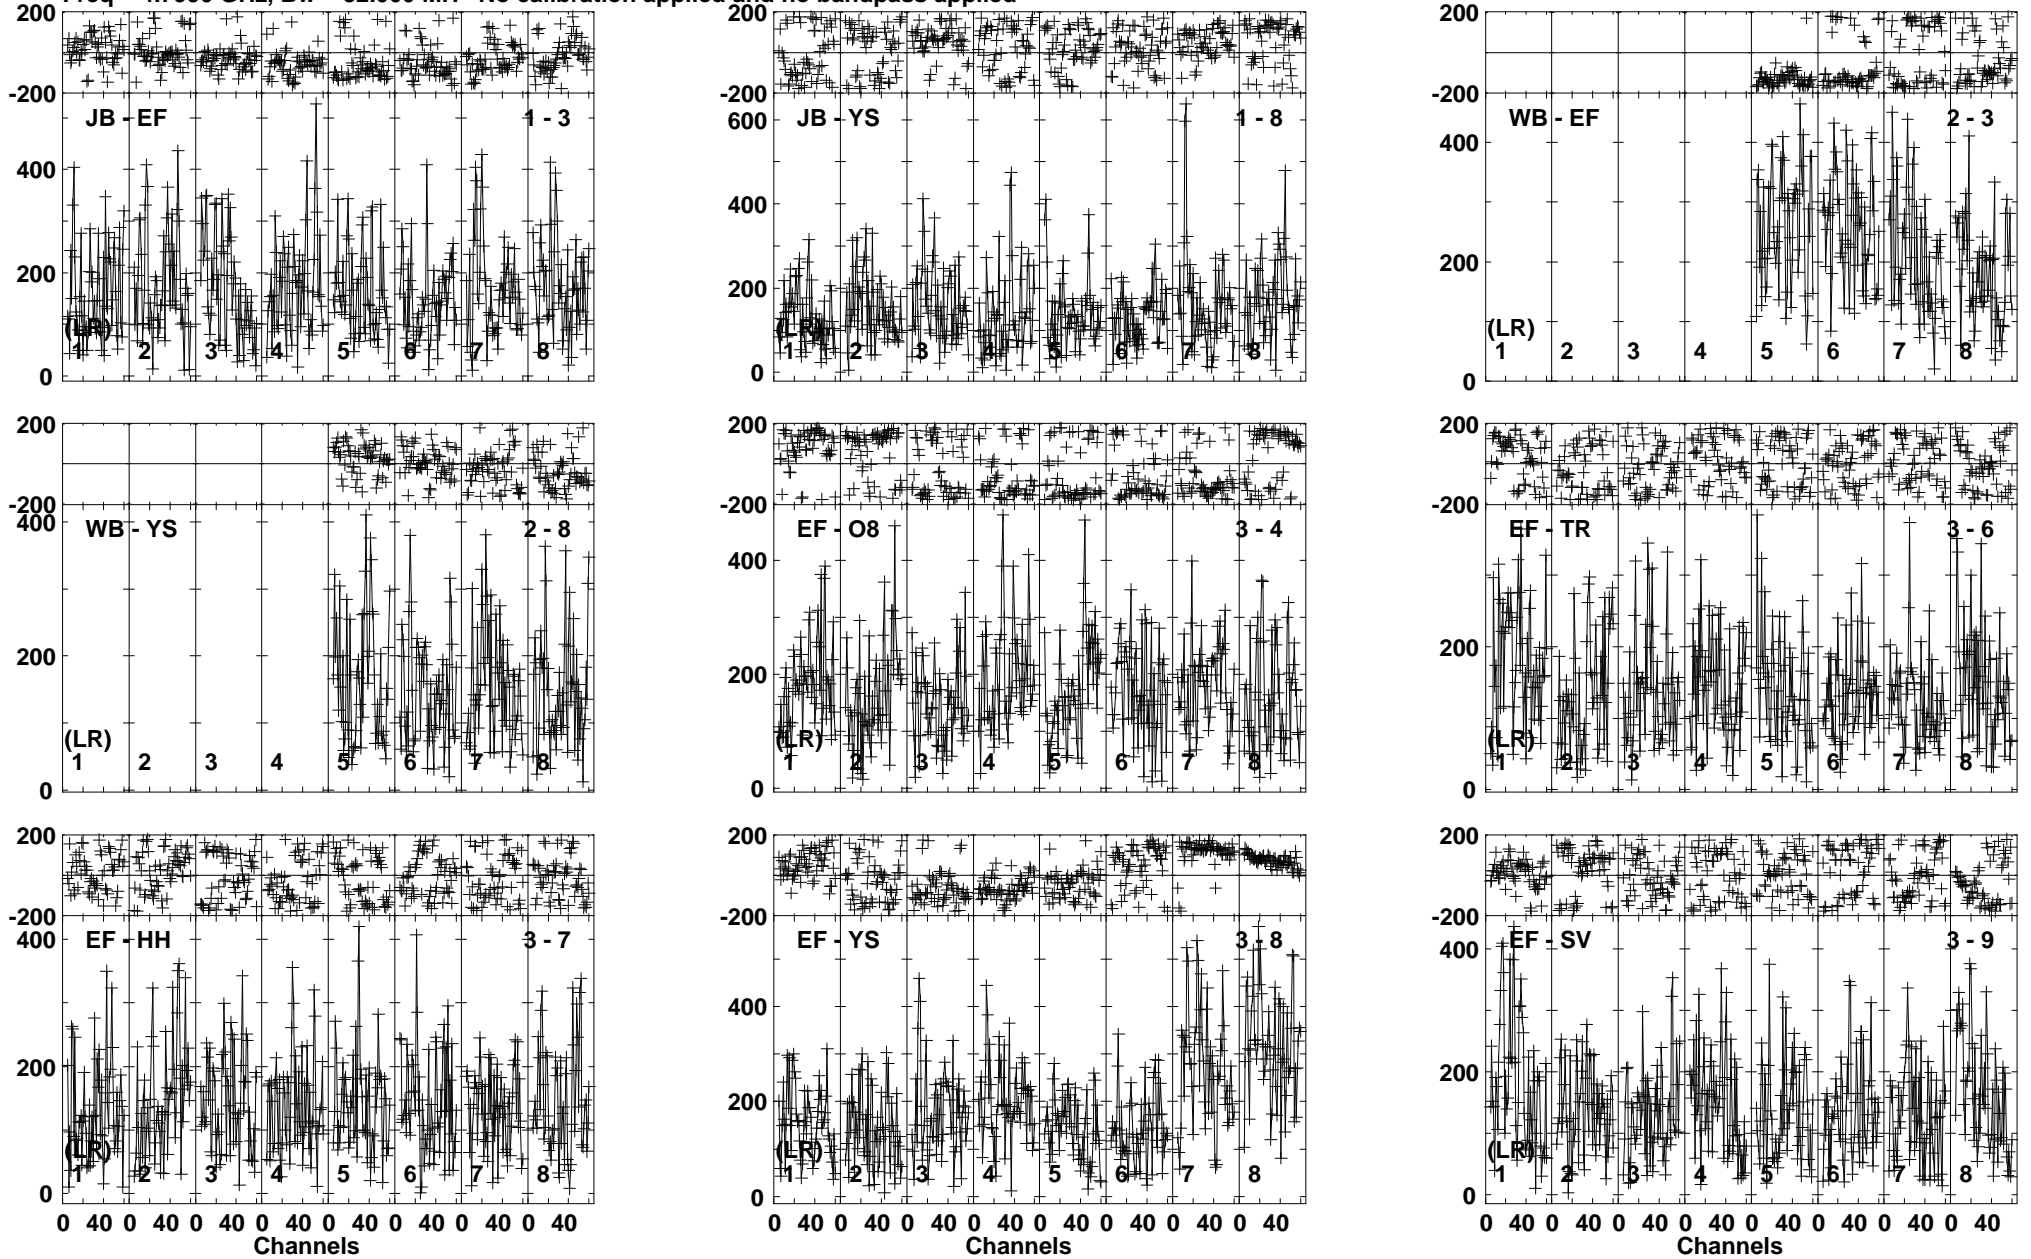 calibration applied and no bandpass applied
200 200 200
-200 -200 -200
JB - EF 1 - 3 JB - YS 1 - 8 WB - EF 2 - 3
600
400 400 400
200 200 200
(LR) (LR) (LR)
1 2 3 4 5 6 7 8 1 2 3 4 5 6 7 8 1 2 3 4 5 6 7 8
0 0 0
200 200 200
-200 -200 -200
WB - YS 2 - 8 EF - O8 3 - 4 EF - TR 3 - 6
400 400
200 200 200
(LR) (LR) (LR)
1 2 3 4 5 6 7 8 1 2 3 4 5 6 7 8 1 2 3 4 5 6 7 8
0 0 0
200 200 200
-200 -200 -200
EF - HH 3 - 7 EF - YS 3 - 8 EF - SV 3 - 9
400 400 400
200 200 200
(LR) (LR) (LR)
1 2 3 4 5 6 7 8 1 2 3 4 5 6 7 8 1 2 3 4 5 6 7 8
0 0 0
0 40 0 40 0 40 0 40 0 40 0 40 0 40 0 40 0 40 0 40 0 40 0 40 0 40 0 40 0 40 0 40 0 40 0 40 0 40 0 40 0 40 0 40 0 40 0 40
Channels Channels Channels